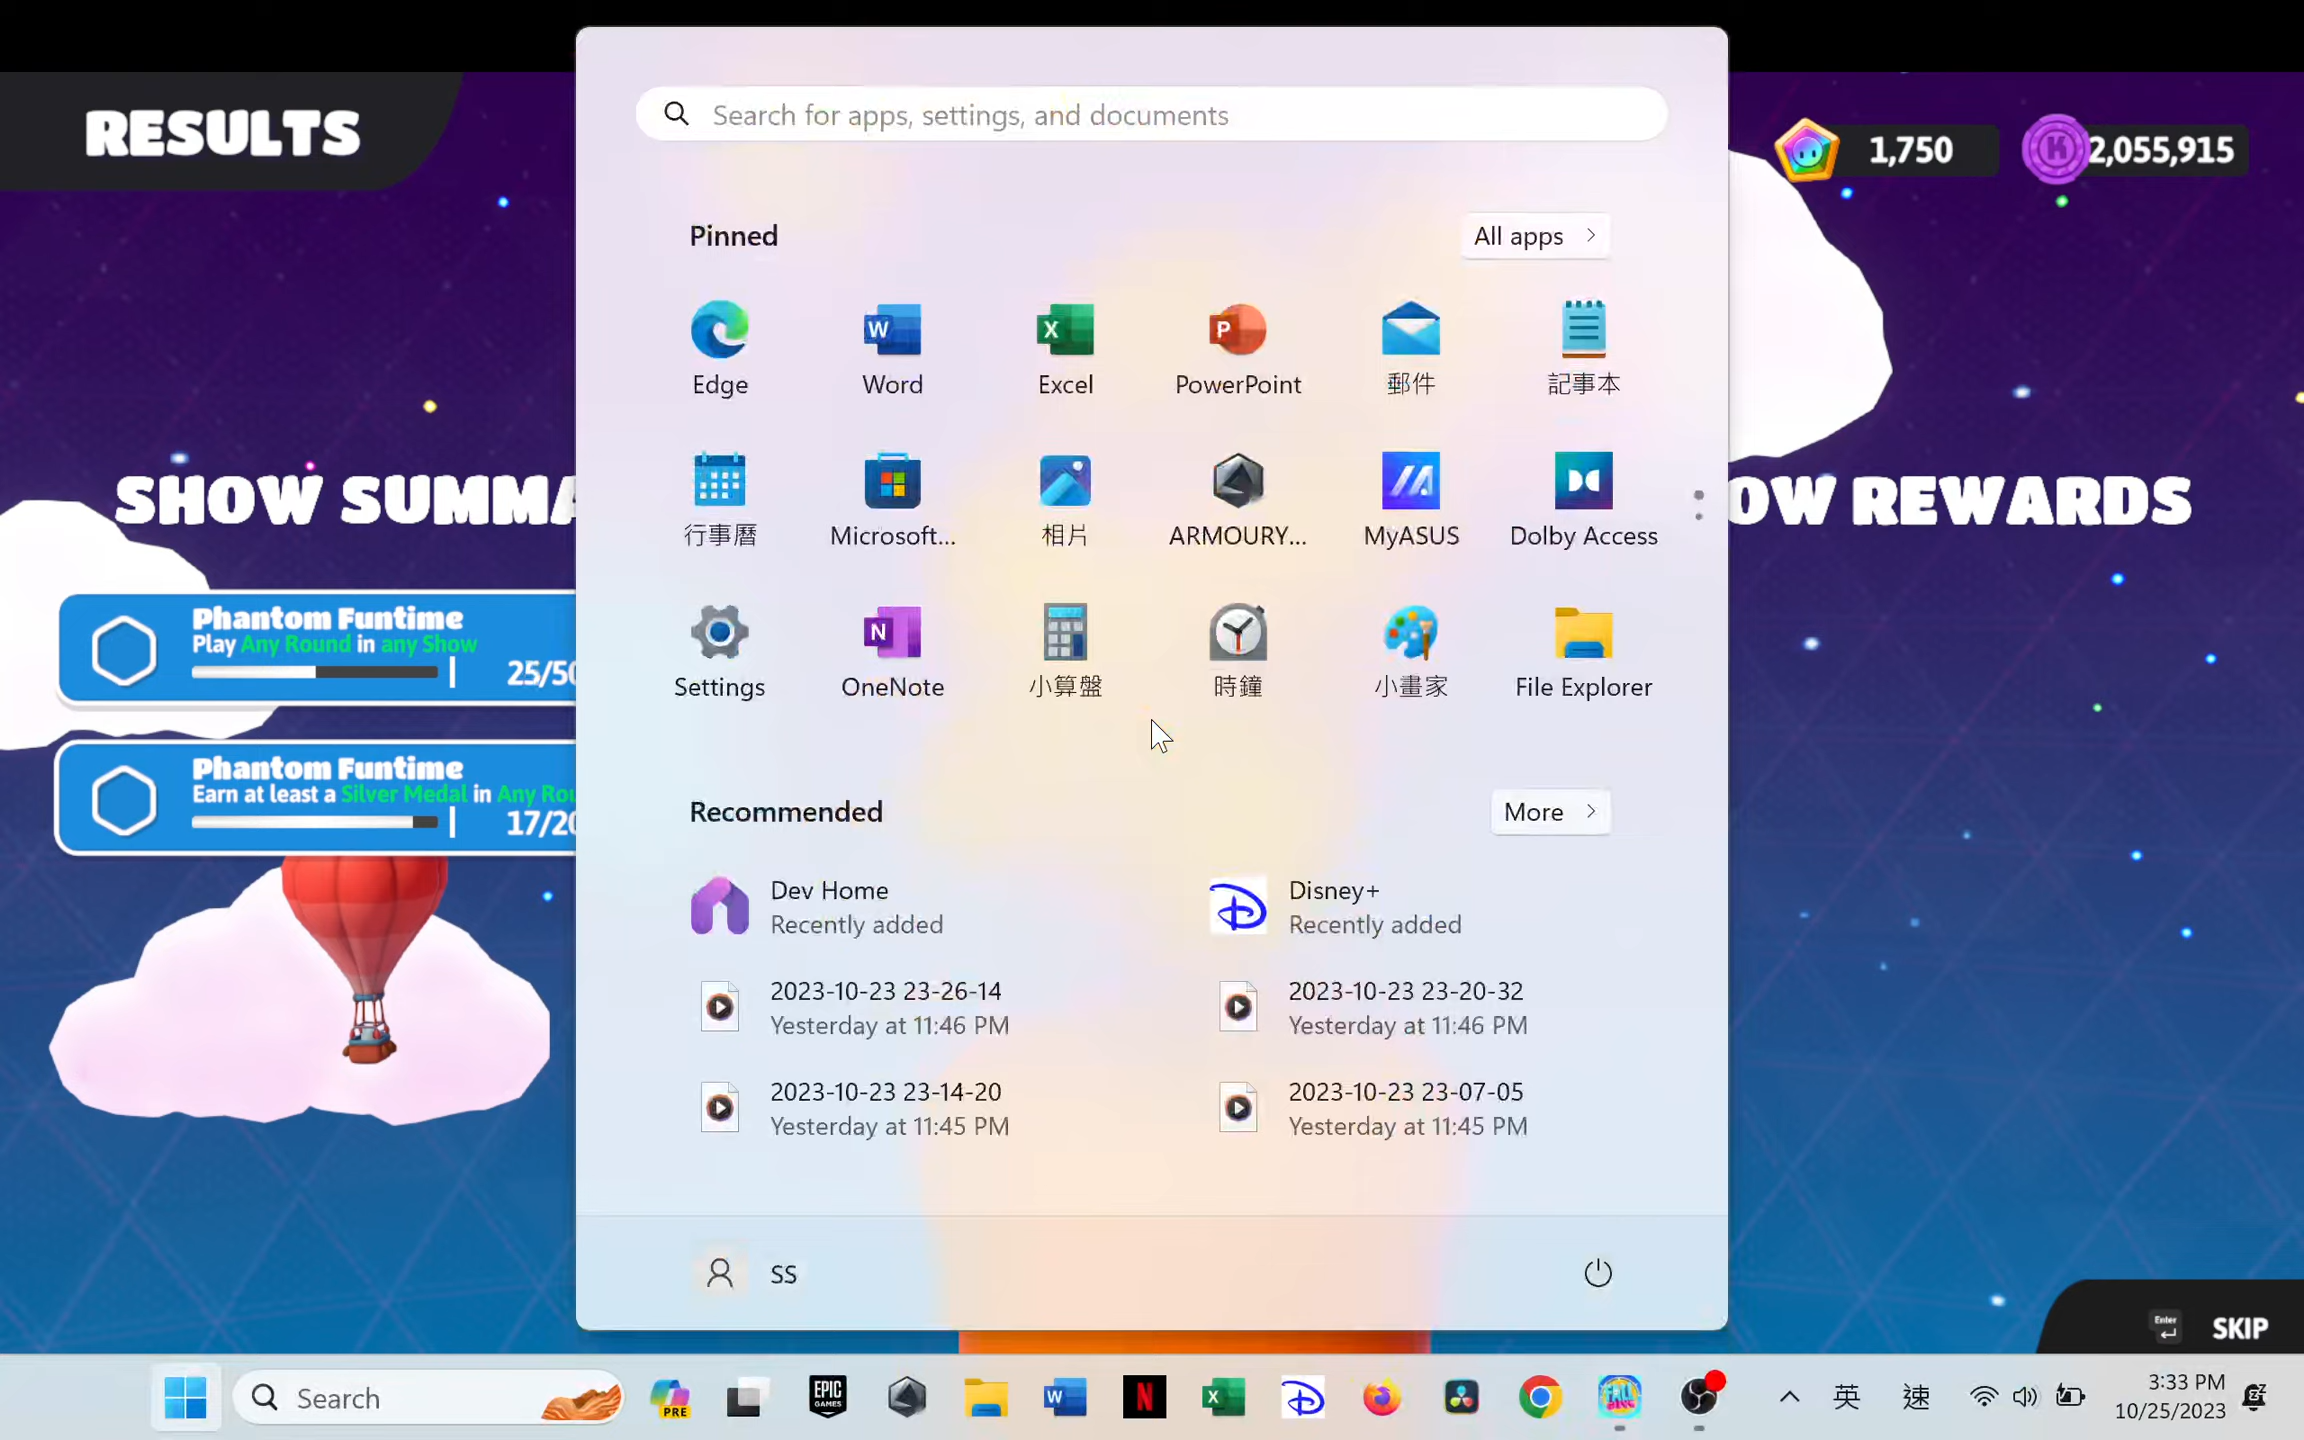 RESULTS
1,750
2,055,915
SHOW SUMMA
OW REWARDS
Phantom Funtime
Play Any Round in any Show
25/50
Phantom Funtime
Earn at least a Silver Medal in Any Rou
17/20
Enter
SKIP
Search for apps, settings, and documents
Pinned
All apps
Edge
Word
Excel
PowerPoint
郵件
記事本
行事曆
Microsoft...
相片
ARMOURY...
MyASUS
Dolby Access
Settings
OneNote
小算盤
時鐘
小畫家
File Explorer
Recommended
More
Dev Home
Recently added
Disney+
Recently added
2023-10-23 23-26-14
Yesterday at 11:46 PM
2023-10-23 23-20-32
Yesterday at 11:46 PM
2023-10-23 23-14-20
Yesterday at 11:45 PM
2023-10-23 23-07-05
Yesterday at 11:45 PM
SS
Search
PRE
EPIC
GAMES
英
速
3:33 PM
10/25/2023